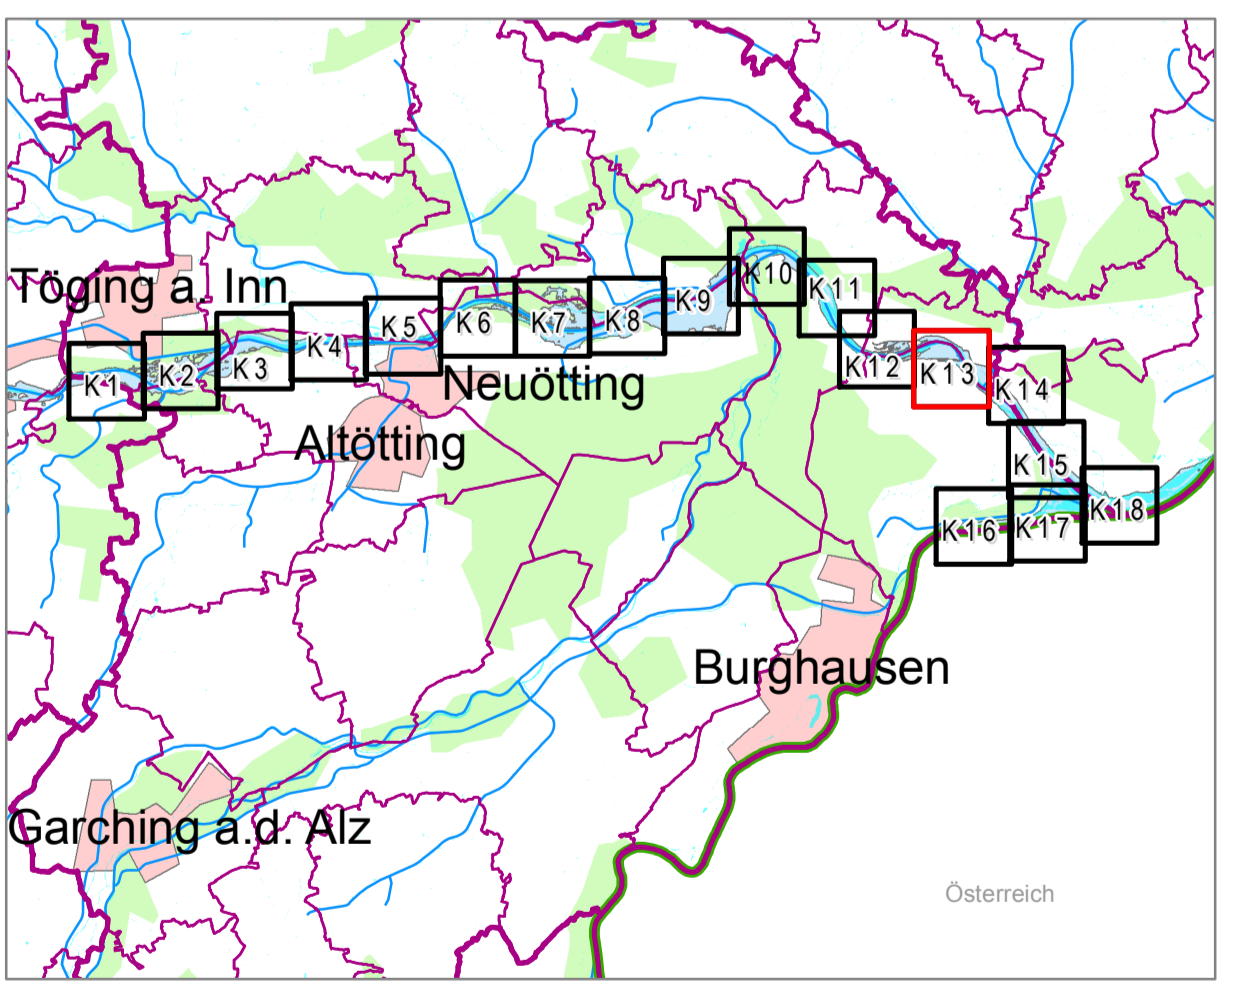 Töging a. Inn
K1
K2
K3
K4
K5
K6
K7
K8
K9
K10
K11
K12
K13
K14
K15
K16
K17
K18
Neuötting
Altötting
Burghausen
Garching a.d. Alz
Österreich